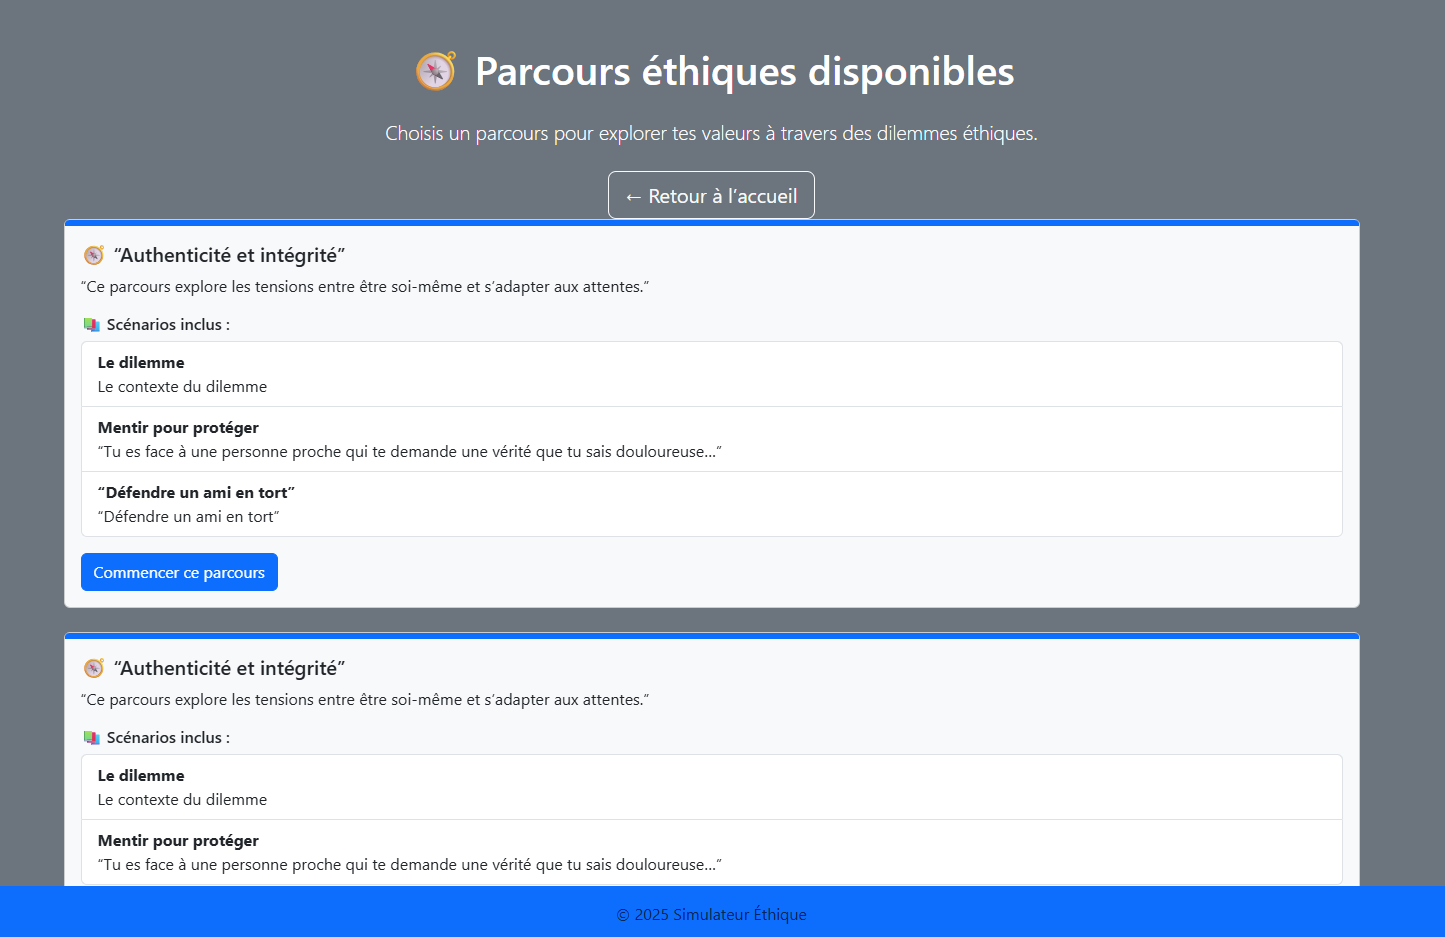 Parcours éthiques disponibles
Choisis un parcours pour explorer tes valeurs à travers des dilemmes éthiques.
← Retour à l’accueil
“Authenticité et intégrité”
“Ce parcours explore les tensions entre être soi-même et s’adapter aux attentes.”
Scénarios inclus :
Le dilemme
Le contexte du dilemme
Mentir pour protéger
“Tu es face à une personne proche qui te demande une vérité que tu sais douloureuse…”
“Défendre un ami en tort”
“Défendre un ami en tort”
Commencer ce parcours
“Authenticité et intégrité”
“Ce parcours explore les tensions entre être soi-même et s’adapter aux attentes.”
Scénarios inclus :
Le dilemme
Le contexte du dilemme
Mentir pour protéger
“Tu es face à une personne proche qui te demande une vérité que tu sais douloureuse…”
© 2025 Simulateur Éthique